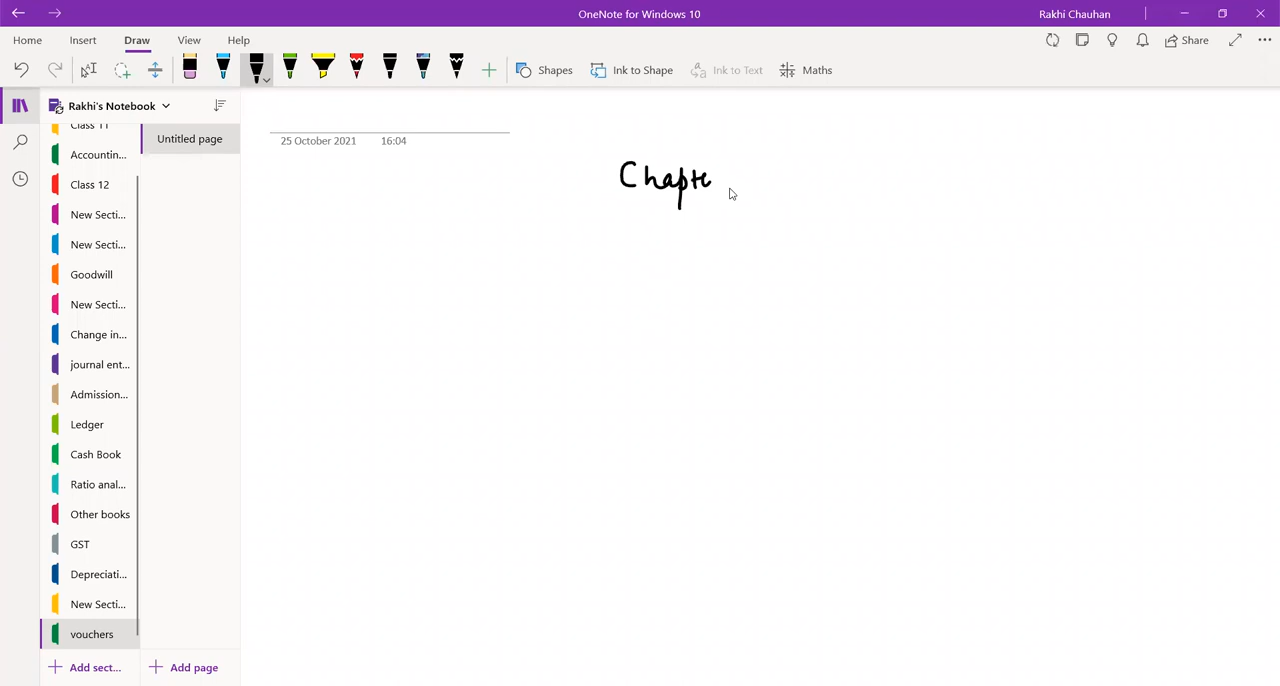 OneNote for Windows 10
Rakhi Chauhan
Home Insert Draw View Help
Share
Shapes Ink to Shape Ink to Text Maths
Rakhi's Notebook
Class 11
Untitled page
Accountin...
Class 12
New Secti...
New Secti...
Goodwill
New Secti...
Change in...
journal ent...
Admission...
Ledger
Cash Book
Ratio anal...
Other books
GST
Depreciati...
New Secti...
vouchers
Add sect...
Add page
25 October 2021 16:04
Chapte